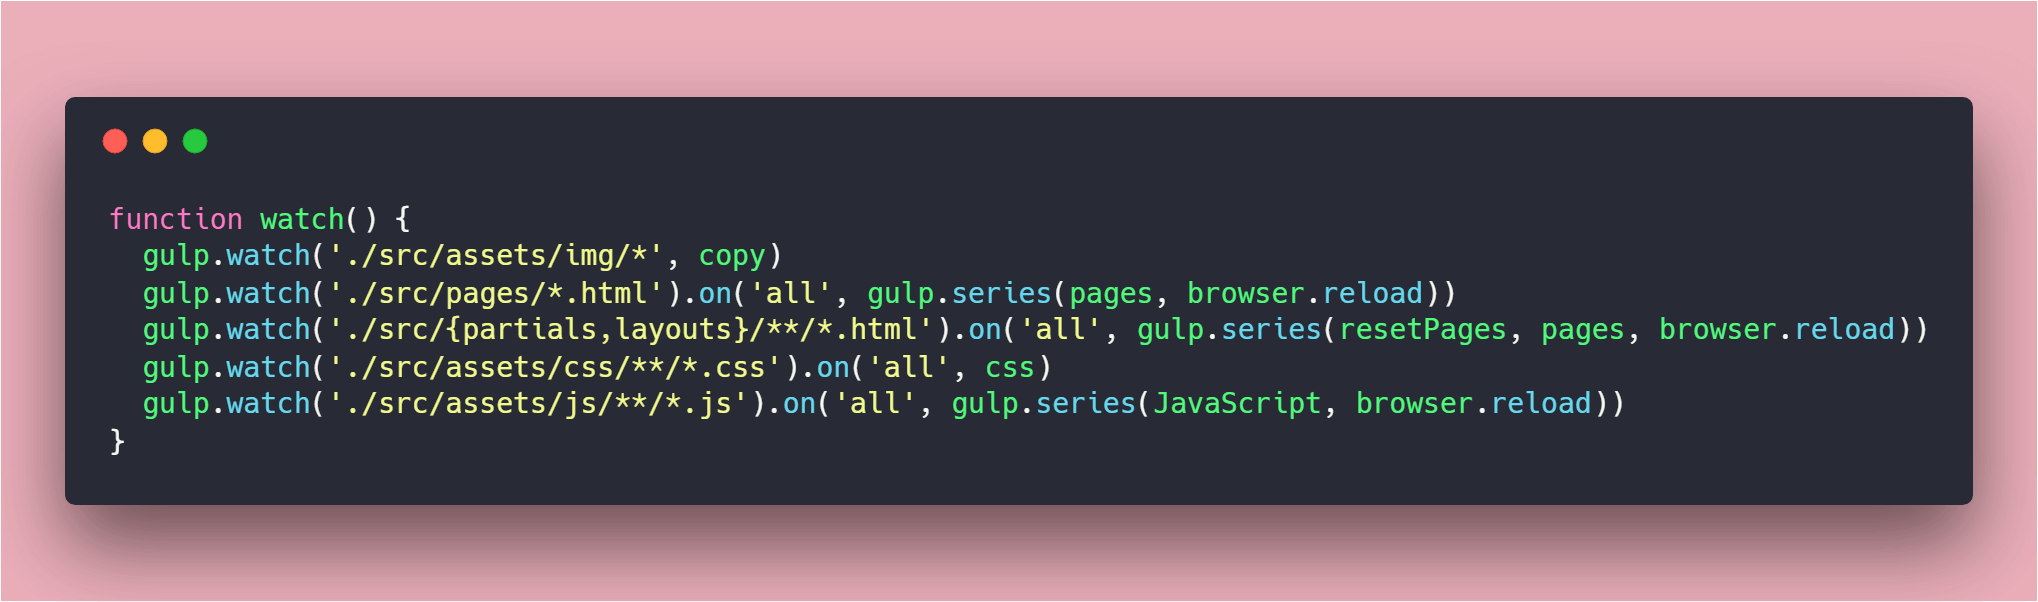 function watch() {
  gulp.watch('./src/assets/img/*', copy)
  gulp.watch('./src/pages/*.html').on('all', gulp.series(pages, browser.reload))
  gulp.watch('./src/{partials,layouts}/**/*.html').on('all', gulp.series(resetPages, pages, browser.reload))
  gulp.watch('./src/assets/css/**/*.css').on('all', css)
  gulp.watch('./src/assets/js/**/*.js').on('all', gulp.series(JavaScript, browser.reload))
}